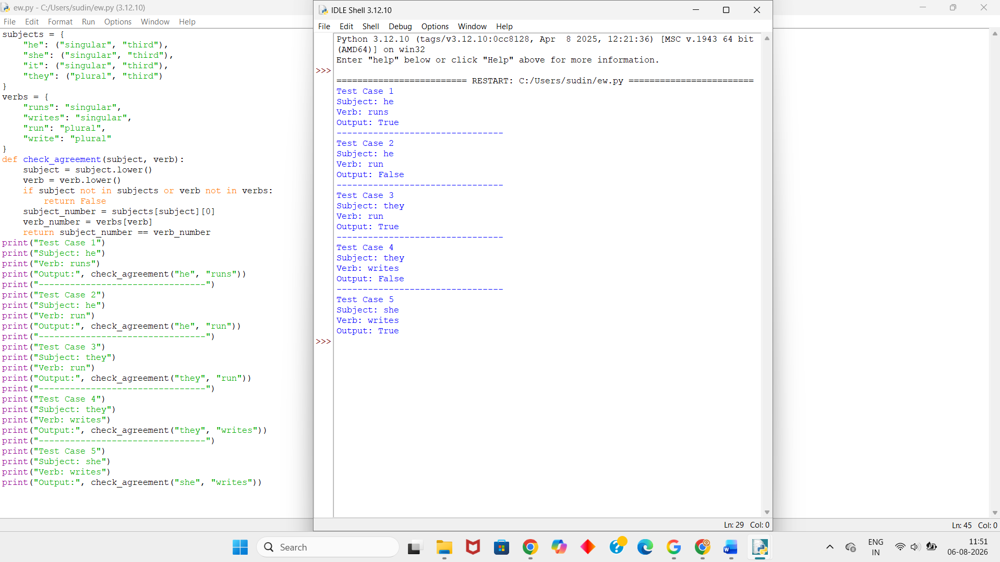 ew.py - C:/Users/sudin/ew.py (3.12.10)
File Edit Format Run Options Window Help
subjects = {
    "he": ("singular", "third"),
    "she": ("singular", "third"),
    "it": ("singular", "third"),
    "they": ("plural", "third")
}
verbs = {
    "runs": "singular",
    "writes": "singular",
    "run": "plural",
    "write": "plural"
}
def check_agreement(subject, verb):
    subject = subject.lower()
    verb = verb.lower()
    if subject not in subjects or verb not in verbs:
        return False
    subject_number = subjects[subject][0]
    verb_number = verbs[verb]
    return subject_number == verb_number
print("Test Case 1")
print("Subject: he")
print("Verb: runs")
print("Output:", check_agreement("he", "runs"))
print("--------------------------------")
print("Test Case 2")
print("Subject: he")
print("Verb: run")
print("Output:", check_agreement("he", "run"))
print("--------------------------------")
print("Test Case 3")
print("Subject: they")
print("Verb: run")
print("Output:", check_agreement("they", "run"))
print("--------------------------------")
print("Test Case 4")
print("Subject: they")
print("Verb: writes")
print("Output:", check_agreement("they", "writes"))
print("--------------------------------")
print("Test Case 5")
print("Subject: she")
print("Verb: writes")
print("Output:", check_agreement("she", "writes"))
IDLE Shell 3.12.10
File Edit Shell Debug Options Window Help
Python 3.12.10 (tags/v3.12.10:0cc8128, Apr  8 2025, 12:21:36) [MSC v.1943 64 bit
(AMD64)] on win32
Enter "help" below or click "Help" above for more information.
>>>
========================= RESTART: C:/Users/sudin/ew.py ========================
Test Case 1
Subject: he
Verb: runs
Output: True
--------------------------------
Test Case 2
Subject: he
Verb: run
Output: False
--------------------------------
Test Case 3
Subject: they
Verb: run
Output: True
--------------------------------
Test Case 4
Subject: they
Verb: writes
Output: False
--------------------------------
Test Case 5
Subject: she
Verb: writes
Output: True
>>>
Ln: 29 Col: 0
Ln: 45 Col: 0
Search
ENG
IN
11:51
06-08-2026